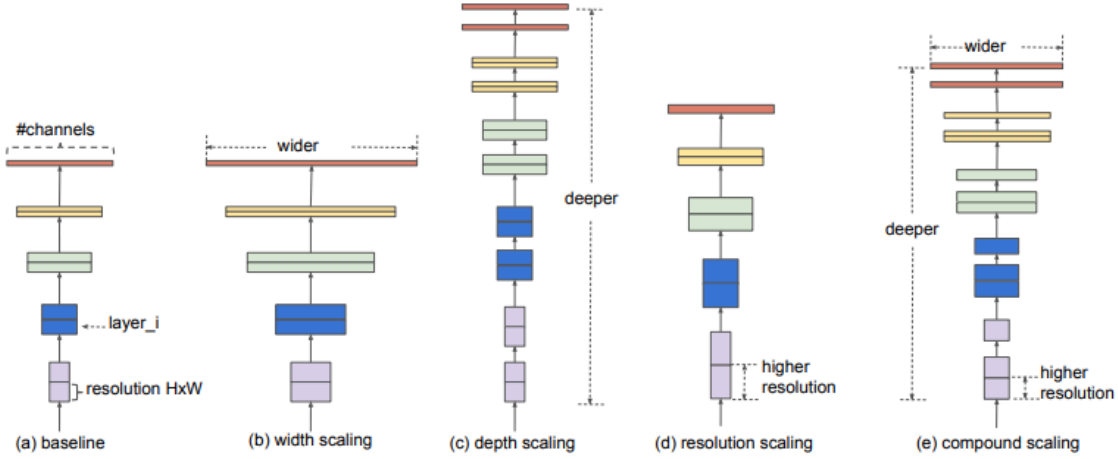 #channels
layer_i
resolution HxW
(a) baseline
wider
(b) width scaling
deeper
(c) depth scaling
higher
resolution
(d) resolution scaling
wider
deeper
higher
resolution
(e) compound scaling